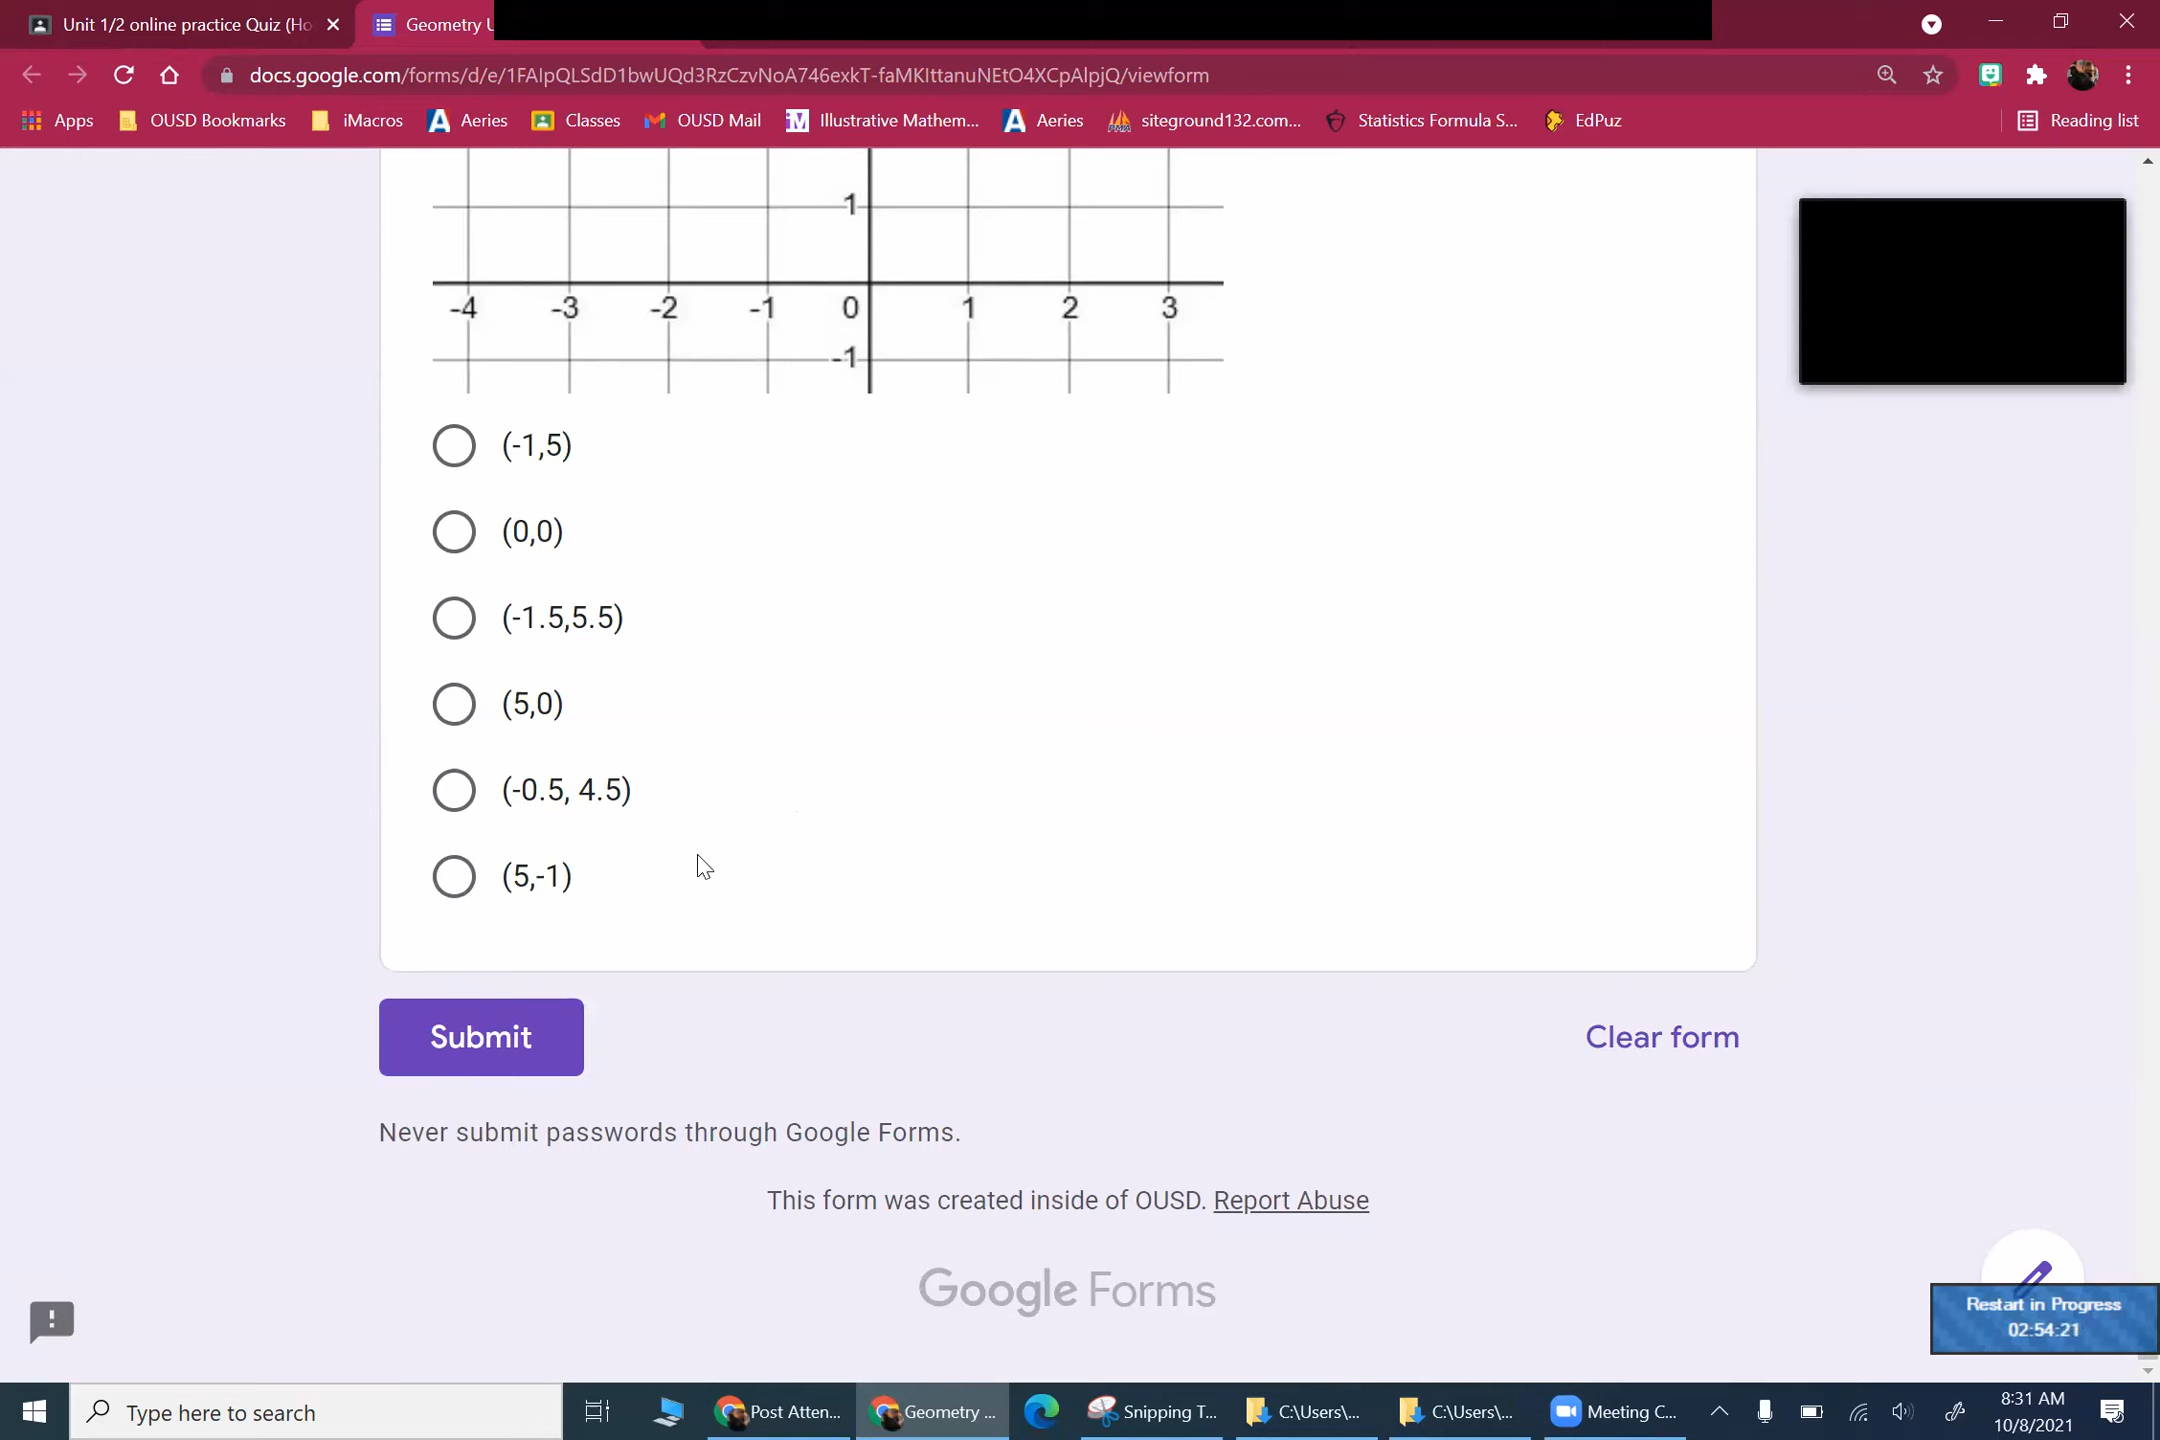 Unit 1/2 online practice Quiz (Ho
Geometry U
docs.google.com/forms/d/e/1FAIpQLSdD1bwUQd3RzCzvNoA746exkT-faMKIttanuNEtO4XCpAlpjQ/viewform
Apps OUSD Bookmarks iMacros Aeries Classes OUSD Mail Illustrative Mathem... Aeries siteground132.com... Statistics Formula S... EdPuz Reading list
1
-4 -3 -2 -1 0 1 2 3
-1
(-1,5)
(0,0)
(-1.5,5.5)
(5,0)
(-0.5, 4.5)
(5,-1)
Submit
Clear form
Never submit passwords through Google Forms.
This form was created inside of OUSD. Report Abuse
Google Forms
Restart in Progress
02:54:21
Type here to search
Post Atten...
Geometry ...
Snipping T...
C:\Users\...
C:\Users\...
Meeting C...
8:31 AM
10/8/2021